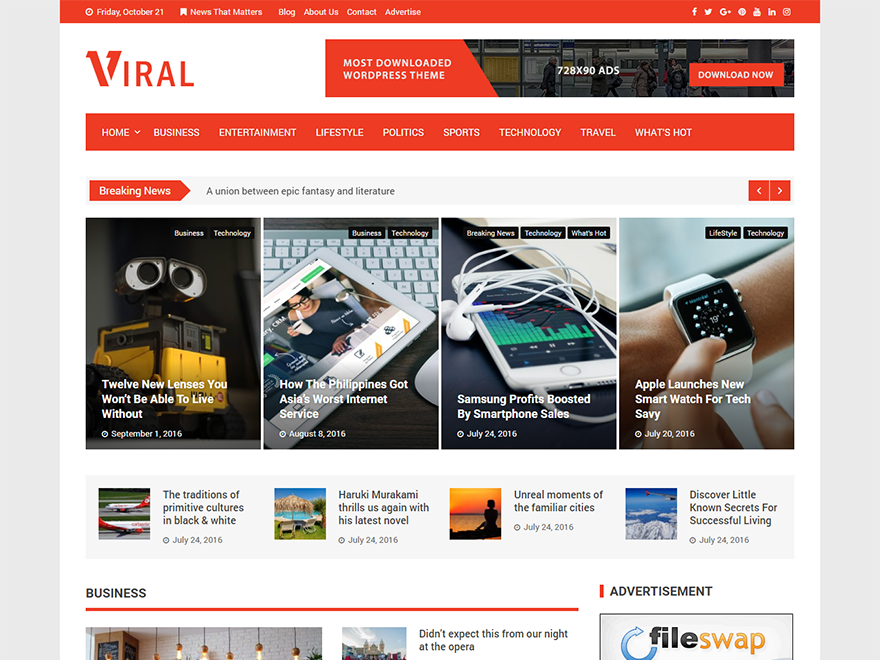 Friday, October 21 News That Matters Blog About Us Contact Advertise
VIRAL
MOST DOWNLOADED
WORDPRESS THEME
728X90 ADS
DOWNLOAD NOW
HOME BUSINESS ENTERTAINMENT LIFESTYLE POLITICS SPORTS TECHNOLOGY TRAVEL WHAT'S HOT
Breaking News
A union between epic fantasy and literature
Business Technology
Twelve New Lenses You
Won't Be Able To Live
Without
September 1, 2016
Business Technology
How The Philippines Got
Asia's Worst Internet
Service
August 8, 2016
Breaking News Technology What's Hot
Samsung Profits Boosted
By Smartphone Sales
July 24, 2016
LifeStyle Technology
Apple Launches New
Smart Watch For Tech
Savy
July 20, 2016
The traditions of
primitive cultures
in black & white
July 24, 2016
Haruki Murakami
thrills us again with
his latest novel
July 24, 2016
Unreal moments of
the familiar cities
July 24, 2016
Discover Little
Known Secrets For
Successful Living
July 24, 2016
BUSINESS
Didn't expect this from our night
at the opera
ADVERTISEMENT
fileswap